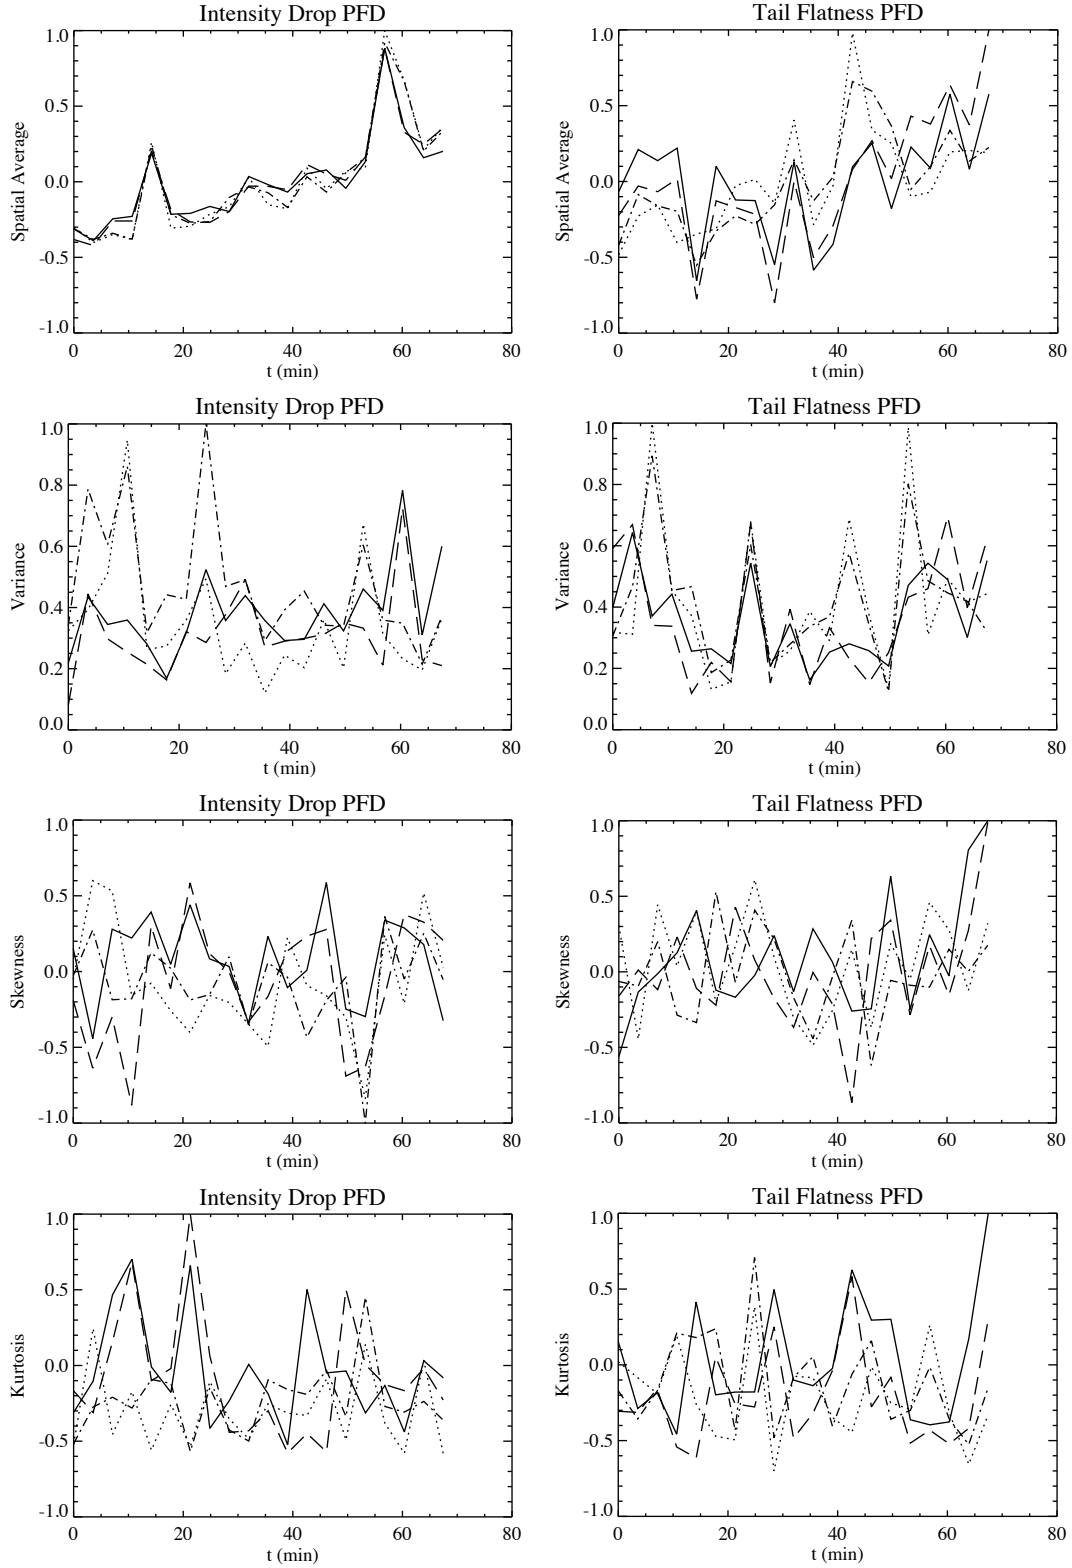 Intensity Drop PFD
1.0
0.5
0.0
-0.5
-1.0
Spatial Average
0 20 40 60 80
t (min)
Tail Flatness PFD
1.0
0.5
0.0
-0.5
-1.0
Spatial Average
0 20 40 60 80
t (min)
Intensity Drop PFD
1.0
0.8
0.6
0.4
0.2
0.0
Variance
0 20 40 60 80
t (min)
Tail Flatness PFD
1.0
0.8
0.6
0.4
0.2
0.0
Variance
0 20 40 60 80
t (min)
Intensity Drop PFD
1.0
0.5
0.0
-0.5
-1.0
Skewness
0 20 40 60 80
t (min)
Tail Flatness PFD
1.0
0.5
0.0
-0.5
-1.0
Skewness
0 20 40 60 80
t (min)
Intensity Drop PFD
1.0
0.5
0.0
-0.5
-1.0
Kurtosis
0 20 40 60 80
t (min)
Tail Flatness PFD
1.0
0.5
0.0
-0.5
-1.0
Kurtosis
0 20 40 60 80
t (min)